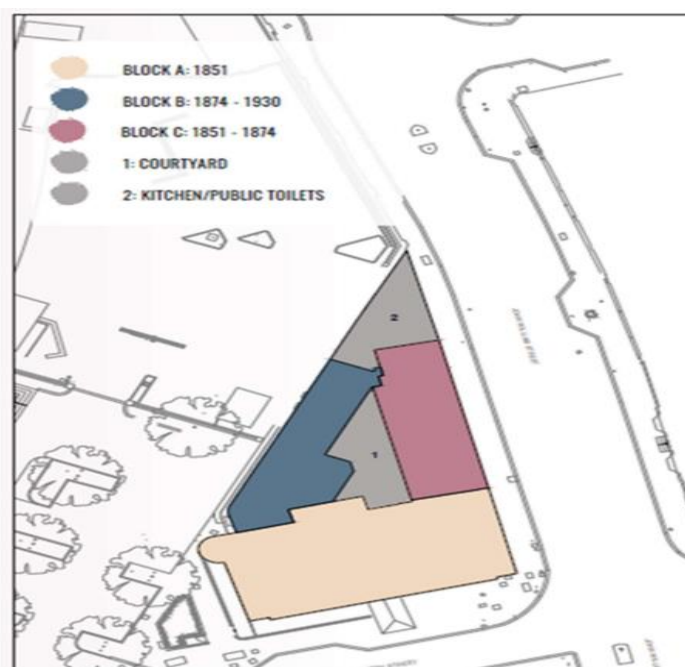 BLOCK A: 1851
BLOCK B: 1874 - 1930
BLOCK C: 1851 - 1874
1: COURTYARD
2: KITCHEN/PUBLIC TOILETS
2
1